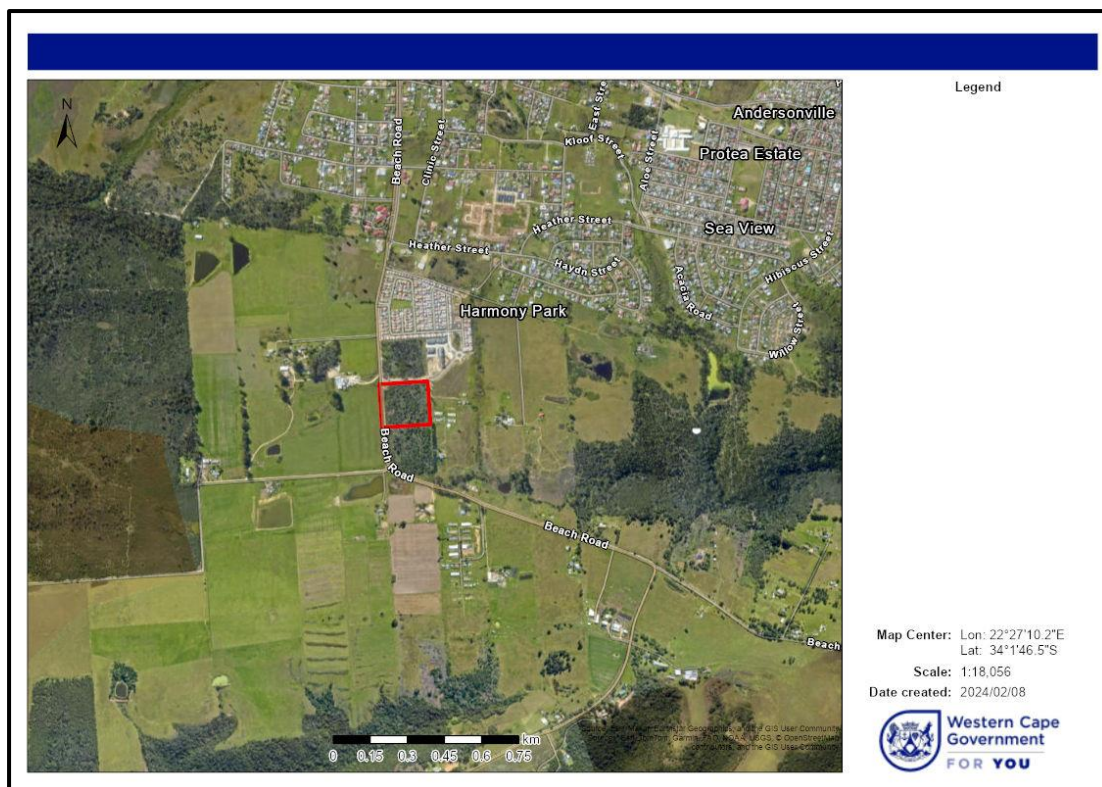 Legend
N
Andersonville
Protea Estate
Sea View
Harmony Park
Beach Road
Clinic Street
East Stre
Kloof Street
Aloe Street
Heather Street
Heather Street
Haydn Street
Acacia Road
Hibiscus Street
Willow Street
Beach Road
Beach Road
Beach
km
0 0.15 0.3 0.45 0.6 0.75
Map Center: Lon: 22°27'10.2"E
Lat: 34°1'46.5"S
Scale: 1:18,056
Date created: 2024/02/08
Western Cape
Government
FOR YOU